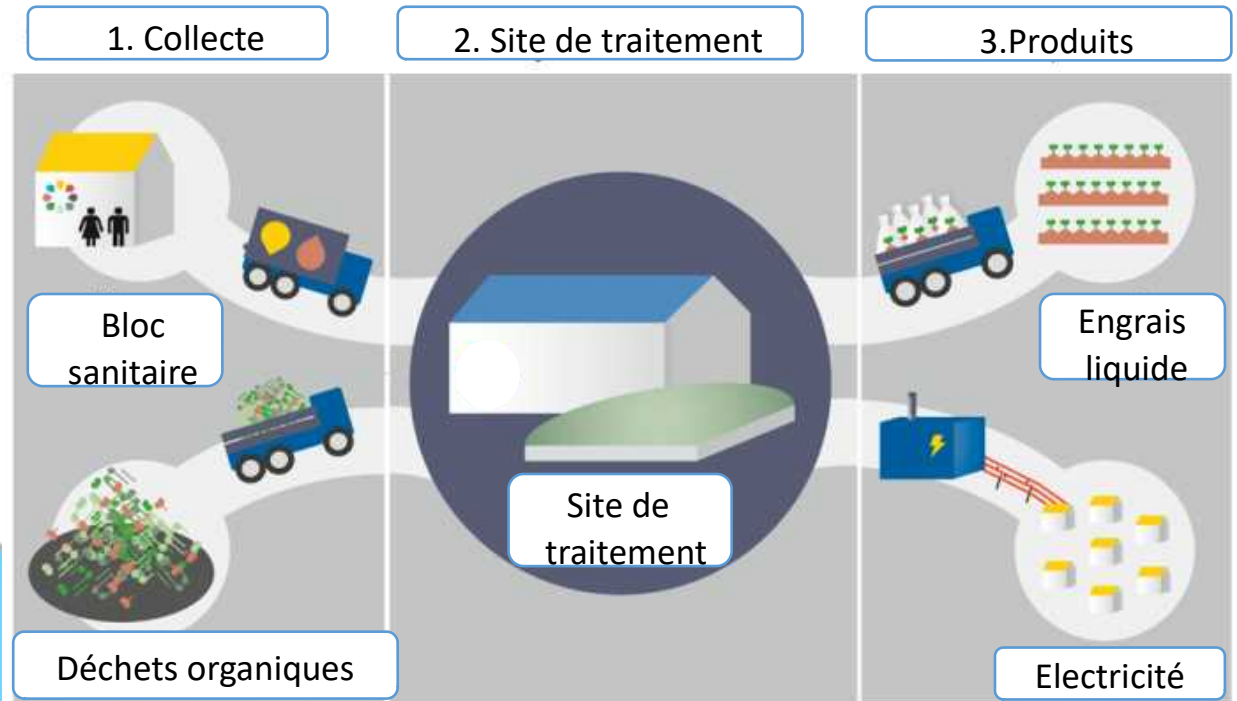 1. Collecte
2. Site de traitement
3.Produits
Bloc
sanitaire
Engrais
liquide
Site de
traitement
Déchets organiques
Electricité